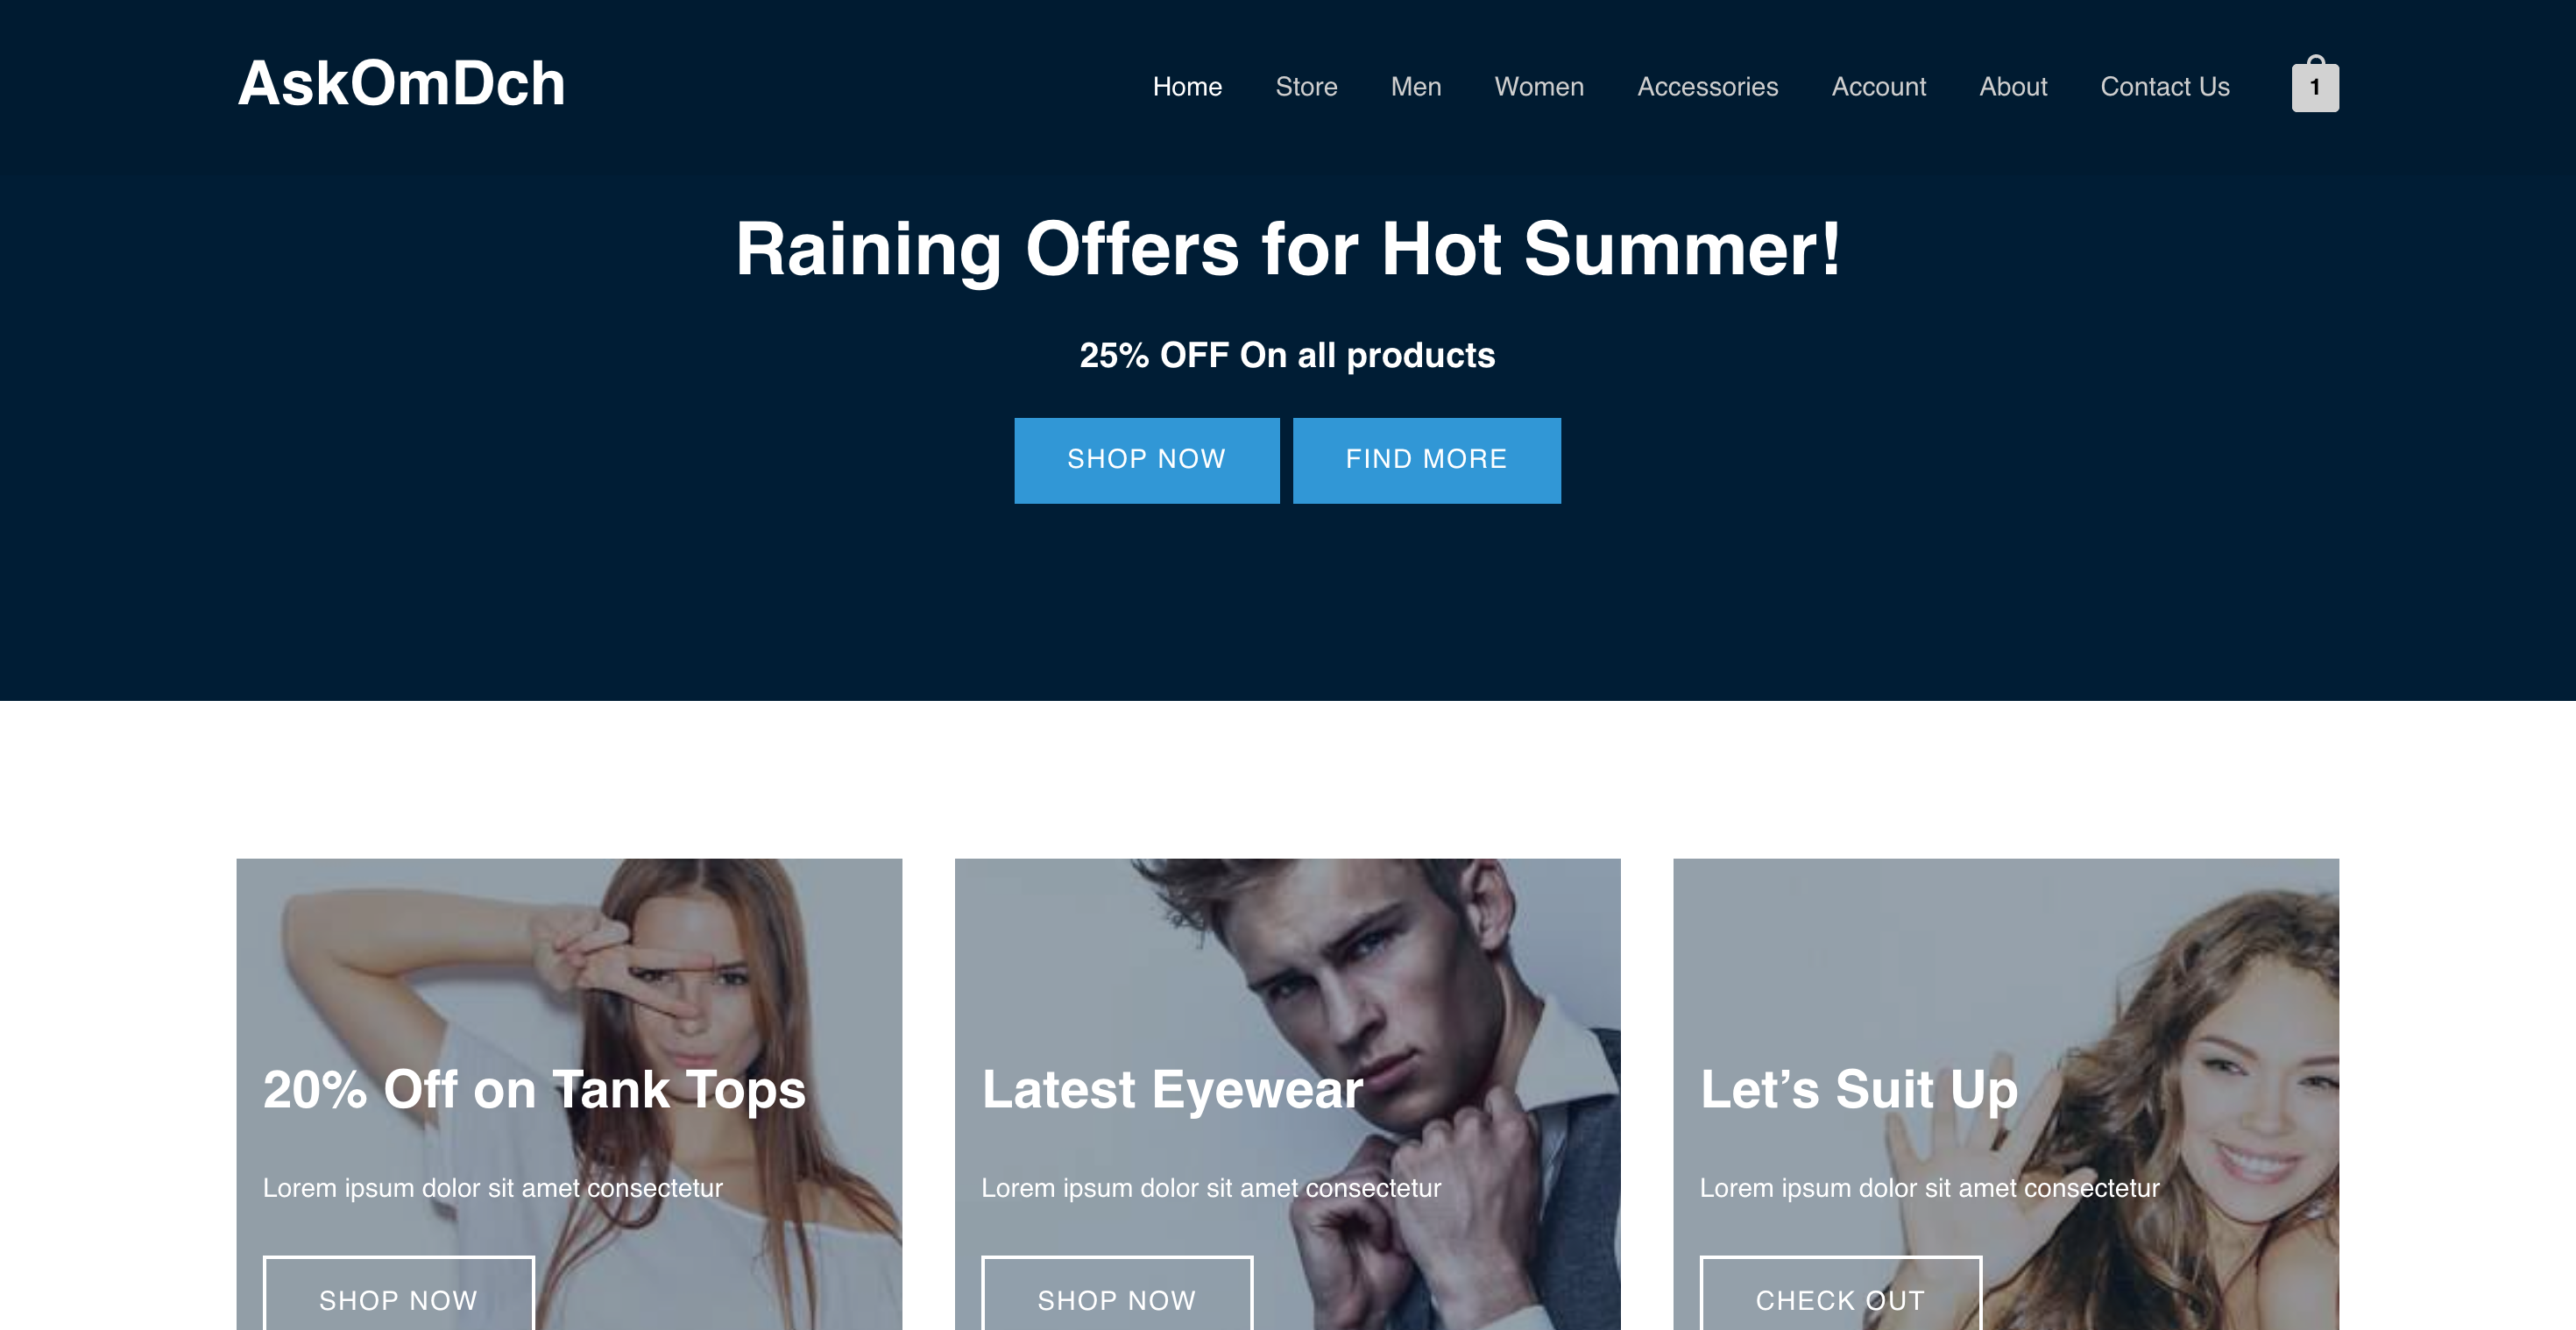 AskOmDch
Home Store Men Women Accessories Account About Contact Us 1
Raining Offers for Hot Summer!
25% OFF On all products
SHOP NOW FIND MORE
20% Off on Tank Tops
Lorem ipsum dolor sit amet consectetur
SHOP NOW
Latest Eyewear
Lorem ipsum dolor sit amet consectetur
SHOP NOW
Let’s Suit Up
Lorem ipsum dolor sit amet consectetur
CHECK OUT